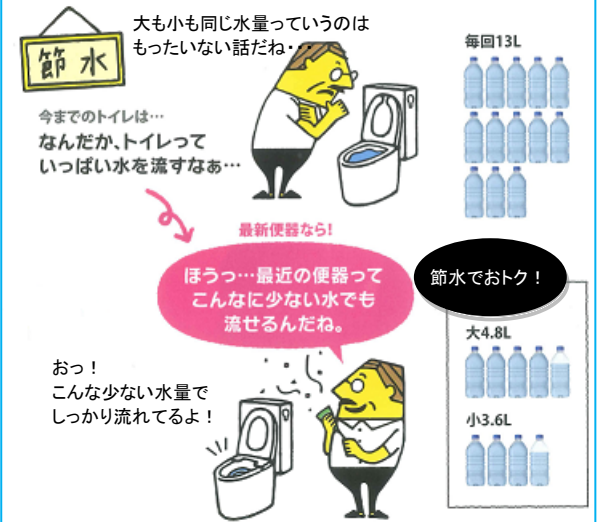 節水
大も小も同じ水量っていうのは
もったいない話だね・・・
毎回13L
今までのトイレは…
なんだか、トイレって
いっぱい水を流すなぁ…
最新便器なら!
ほうっ…最近の便器って
こんなに少ない水でも
流せるんだね。
節水でおトク！
大4.8L
小3.6L
おっ！
こんな少ない水量で
しっかり流れてるよ！